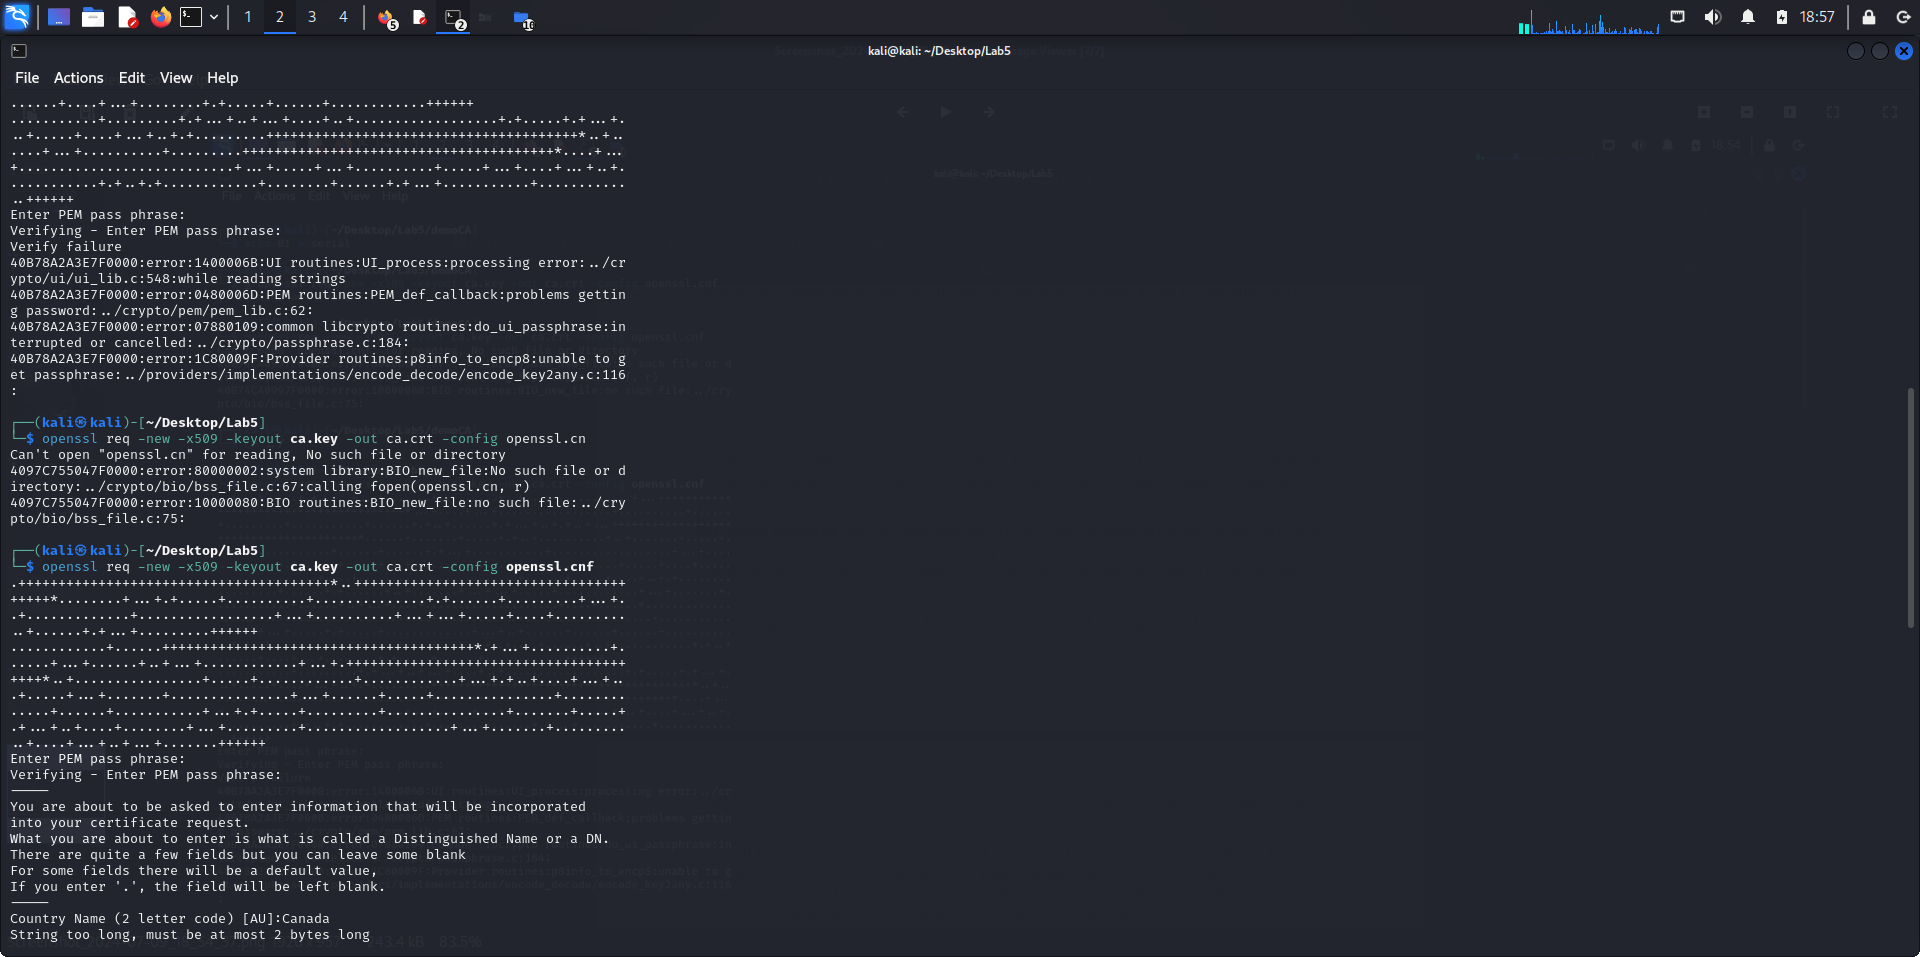 1 2 3 4 5 2 10 18:57
kali@kali: ~/Desktop/Lab5
File Actions Edit View Help
......+....+...+........+.+.....+......+............++++++
Enter PEM pass phrase:
Verifying - Enter PEM pass phrase:
Verify failure
40B78A2A3E7F0000:error:1400006B:UI routines:UI_process:processing error:../cr
ypto/ui/ui_lib.c:548:while reading strings
40B78A2A3E7F0000:error:0480006D:PEM routines:PEM_def_callback:problems gettin
g password:../crypto/pem/pem_lib.c:62:
40B78A2A3E7F0000:error:07880109:common libcrypto routines:do_ui_passphrase:in
terrupted or cancelled:../crypto/passphrase.c:184:
40B78A2A3E7F0000:error:1C80009F:Provider routines:p8info_to_encp8:unable to g
et passphrase:../providers/implementations/encode_decode/encode_key2any.c:116
:
┌──(kali㉿kali)-[~/Desktop/Lab5]
└─$ openssl req -new -x509 -keyout ca.key -out ca.crt -config openssl.cn
Can't open "openssl.cn" for reading, No such file or directory
4097C755047F0000:error:80000002:system library:BIO_new_file:No such file or d
irectory:../crypto/bio/bss_file.c:67:calling fopen(openssl.cn, r)
4097C755047F0000:error:10000080:BIO routines:BIO_new_file:no such file:../cry
pto/bio/bss_file.c:75:
┌──(kali㉿kali)-[~/Desktop/Lab5]
└─$ openssl req -new -x509 -keyout ca.key -out ca.crt -config openssl.cnf
Enter PEM pass phrase:
Verifying - Enter PEM pass phrase:
-----
You are about to be asked to enter information that will be incorporated
into your certificate request.
What you are about to enter is what is called a Distinguished Name or a DN.
There are quite a few fields but you can leave some blank
For some fields there will be a default value,
If you enter '.', the field will be left blank.
-----
Country Name (2 letter code) [AU]:Canada
String too long, must be at most 2 bytes long